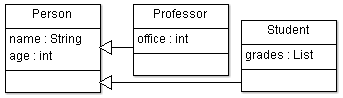 Person
name : String
age : int
Professor
office : int
Student
grades : List